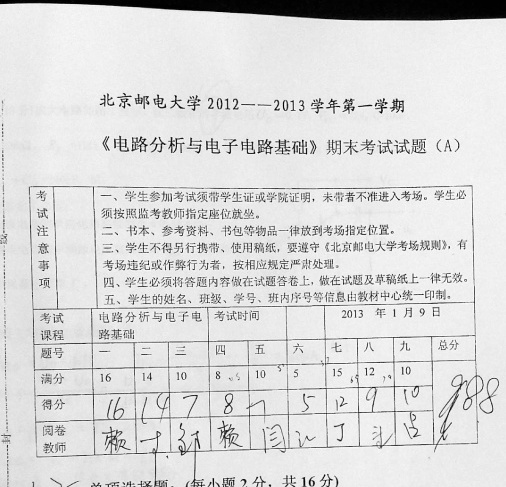 北京邮电大学 2012——2013 学年第一学期
《电路分析与电子电路基础》期末考试试题（A）
考试注意事项
一、学生参加考试须带学生证或学院证明，未带者不准进入考场。学生必
须按照监考教师指定座位就坐。
二、书本、参考资料、书包等物品一律放到考场指定位置。
三、学生不得另行携带、使用稿纸，要遵守《北京邮电大学考场规则》，有
考场违纪或作弊行为者，按相应规定严肃处理。
四、学生必须将答题内容做在试题答卷上，做在试题及草稿纸上一律无效。
五、学生的姓名、班级、学号、班内序号等信息由教材中心统一印制。
考试课程 电路分析与电子电路基础 考试时间 2013 年 1 月 9 日
题号 一 二 三 四 五 六 七 八 九 总分
满分 16 14 10 8 10 5 15 12 10
得分 16 14 7 8 7 5 12 9 10 88
阅卷教师 赖 赖 闫 丁
单项选择题：(每小题 2 分，共 16 分)